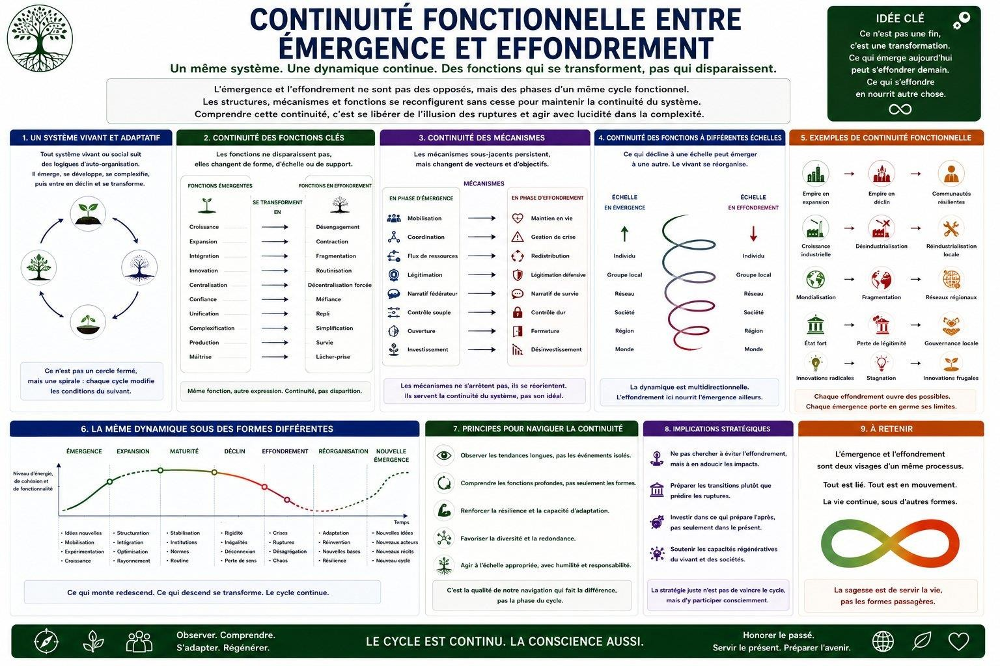 CONTINUITÉ FONCTIONNELLE ENTRE
ÉMERGENCE ET EFFONDREMENT
Un même système. Une dynamique continue. Des fonctions qui se transforment, pas qui disparaissent.
L'émergence et l'effondrement ne sont pas des opposés, mais des phases d'un même cycle fonctionnel.
Les structures, mécanismes et fonctions se reconfigurent sans cesse pour maintenir la continuité du système.
Comprendre cette continuité, c'est se libérer de l'illusion des ruptures et agir avec lucidité dans la complexité.
IDÉE CLÉ
Ce n'est pas une fin,
c'est une transformation.
Ce qui émerge aujourd'hui
peut s'effondrer demain.
Ce qui s'effondre
en nourrit autre chose.
1. UN SYSTÈME VIVANT ET ADAPTATIF
Tout système vivant ou social suit
des logiques d'auto-organisation.
Il émerge, se développe, se complexifie,
puis entre en déclin et se transforme.
Ce n'est pas un cercle fermé,
mais une spirale : chaque cycle modifie
les conditions du suivant.
2. CONTINUITÉ DES FONCTIONS CLÉS
Les fonctions ne disparaissent pas,
elles changent de forme, d'échelle ou de support.
FONCTIONS ÉMERGENTES
SE TRANSFORMENT
EN
FONCTIONS EN EFFONDREMENT
Croissance
Désengagement
Expansion
Contraction
Intégration
Fragmentation
Innovation
Routinisation
Centralisation
Décentralisation forcée
Confiance
Méfiance
Unification
Repli
Complexification
Simplification
Production
Survie
Maîtrise
Lâcher-prise
Même fonction, autre expression. Continuité, pas disparition.
3. CONTINUITÉ DES MÉCANISMES
Les mécanismes sous-jacents persistent,
mais changent de vecteurs et d'objectifs.
MÉCANISMES
EN PHASE D'ÉMERGENCE
EN PHASE D'EFFONDREMENT
Mobilisation
Maintien en vie
Coordination
Gestion de crise
Flux de ressources
Redistribution
Légitimation
Légitimation défensive
Narratif fédérateur
Narratif de survie
Contrôle souple
Contrôle dur
Ouverture
Fermeture
Investissement
Désinvestissement
Les mécanismes ne s'arrêtent pas, ils se réorientent.
Ils servent la continuité du système, pas son idéal.
4. CONTINUITÉ DES FONCTIONS À DIFFÉRENTES ÉCHELLES
Ce qui décline à une échelle peut émerger
à une autre. Le vivant se réorganise.
ÉCHELLE
EN ÉMERGENCE
ÉCHELLE
EN EFFONDREMENT
Individu
Individu
Groupe local
Groupe local
Réseau
Réseau
Société
Société
Région
Région
Monde
Monde
La dynamique est multidirectionnelle.
L'effondrement ici nourrit l'émergence ailleurs.
5. EXEMPLES DE CONTINUITÉ FONCTIONNELLE
Empire en
expansion
Empire en
déclin
Communautés
résilientes
Croissance
industrielle
Désindustrialisation
Réindustrialisation
locale
Mondialisation
Fragmentation
Réseaux régionaux
État fort
Perte de légitimité
Gouvernance locale
Innovations radicales
Stagnation
Innovations frugales
Chaque effondrement ouvre des possibles.
Chaque émergence porte en germe ses limites.
6. LA MÊME DYNAMIQUE SOUS DES FORMES DIFFÉRENTES
ÉMERGENCE
EXPANSION
MATURITÉ
DÉCLIN
EFFONDREMENT
RÉORGANISATION
NOUVELLE
ÉMERGENCE
Niveau d'énergie,
de cohésion et
de fonctionnalité
Temps
• Idées nouvelles
• Mobilisation
• Expérimentation
• Croissance
• Structuration
• Intégration
• Optimisation
• Rayonnement
• Stabilisation
• Institutions
• Normes
• Routine
• Rigidité
• Inégalités
• Déconnexion
• Perte de sens
• Crises
• Ruptures
• Désagrégation
• Chaos
• Adaptation
• Réinvention
• Nouvelles bases
• Résilience
• Nouvelles idées
• Nouveaux acteurs
• Nouveaux récits
• Nouveau cycle
Ce qui monte redescend. Ce qui descend se transforme. Le cycle continue.
7. PRINCIPES POUR NAVIGUER LA CONTINUITÉ
Observer les tendances longues, pas les événements isolés.
Comprendre les fonctions profondes, pas seulement les formes.
Renforcer la résilience et la capacité d'adaptation.
Favoriser la diversité et la redondance.
Agir à l'échelle appropriée, avec humilité et responsabilité.
C'est la qualité de notre navigation qui fait la différence,
pas la phase du cycle.
8. IMPLICATIONS STRATÉGIQUES
Ne pas chercher à éviter l'effondrement,
mais à en adoucir les impacts.
Préparer les transitions plutôt que
prédire les ruptures.
Investir dans ce qui prépare l'après,
pas seulement dans le présent.
Soutenir les capacités régénératives
du vivant et des sociétés.
La stratégie juste n'est pas de vaincre le cycle,
mais d'y participer consciemment.
9. À RETENIR
L'émergence et l'effondrement
sont deux visages d'un même processus.
Tout est lié. Tout est en mouvement.
La vie continue, sous d'autres formes.
La sagesse est de servir la vie,
pas les formes passagères.
Observer. Comprendre.
S'adapter. Régénérer.
LE CYCLE EST CONTINU. LA CONSCIENCE AUSSI.
Honorer le passé.
Servir le présent. Préparer l'avenir.